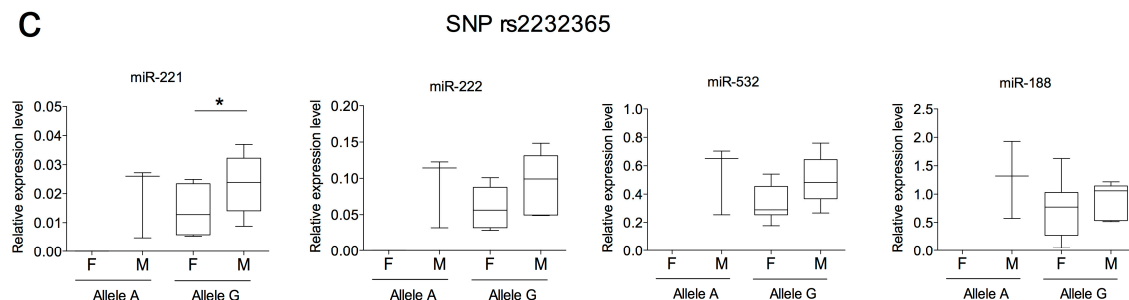 C
SNP rs2232365
miR-221
Relative expression level
0.05
0.04
0.03
0.02
0.01
0.00
*
F M F M
Allele A Allele G
miR-222
Relative expression level
0.20
0.15
0.10
0.05
0.00
F M F M
Allele A Allele G
miR-532
Relative expression level
1.0
0.8
0.6
0.4
0.2
0.0
F M F M
Allele A Allele G
miR-188
Relative expression level
2.5
2.0
1.5
1.0
0.5
0.0
F M F M
Allele A Allele G